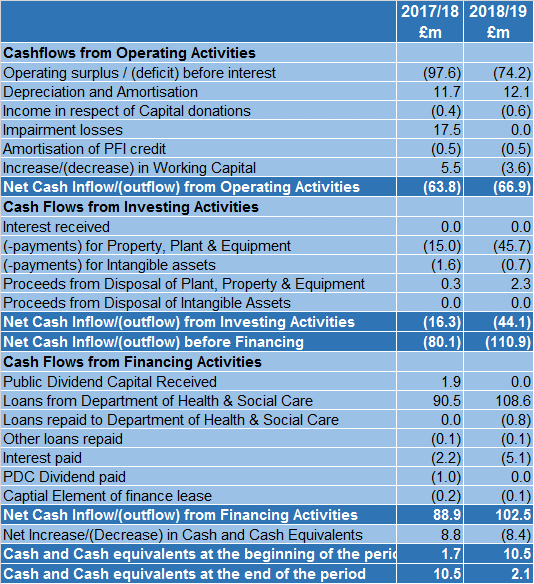 2017/18 2018/19
£m £m
Cashflows from Operating Activities
Operating surplus / (deficit) before interest (97.6) (74.2)
Depreciation and Amortisation 11.7 12.1
Income in respect of Capital donations (0.4) (0.6)
Impairment losses 17.5 0.0
Amortisation of PFI credit (0.5) (0.5)
Increase/(decrease) in Working Capital 5.5 (3.6)
Net Cash Inflow/(outflow) from Operating Activities (63.8) (66.9)
Cash Flows from Investing Activities
Interest received 0.0 0.0
(-payments) for Property, Plant & Equipment (15.0) (45.7)
(-payments) for Intangible assets (1.6) (0.7)
Proceeds from Disposal of Plant, Property & Equipment 0.3 2.3
Proceeds from Disposal of Intangible Assets 0.0 0.0
Net Cash Inflow/(outflow) from Investing Activities (16.3) (44.1)
Net Cash Inflow/(outflow) before Financing (80.1) (110.9)
Cash Flows from Financing Activities
Public Dividend Capital Received 1.9 0.0
Loans from Department of Health & Social Care 90.5 108.6
Loans repaid to Department of Health & Social Care 0.0 (0.8)
Other loans repaid (0.1) (0.1)
Interest paid (2.2) (5.1)
PDC Dividend paid (1.0) 0.0
Captial Element of finance lease (0.2) (0.1)
Net Cash Inflow/(outflow) from Financing Activities 88.9 102.5
Net Increase/(Decrease) in Cash and Cash Equivalents 8.8 (8.4)
Cash and Cash equivalents at the beginning of the perio 1.7 10.5
Cash and Cash equivalents at the end of the period 10.5 2.1